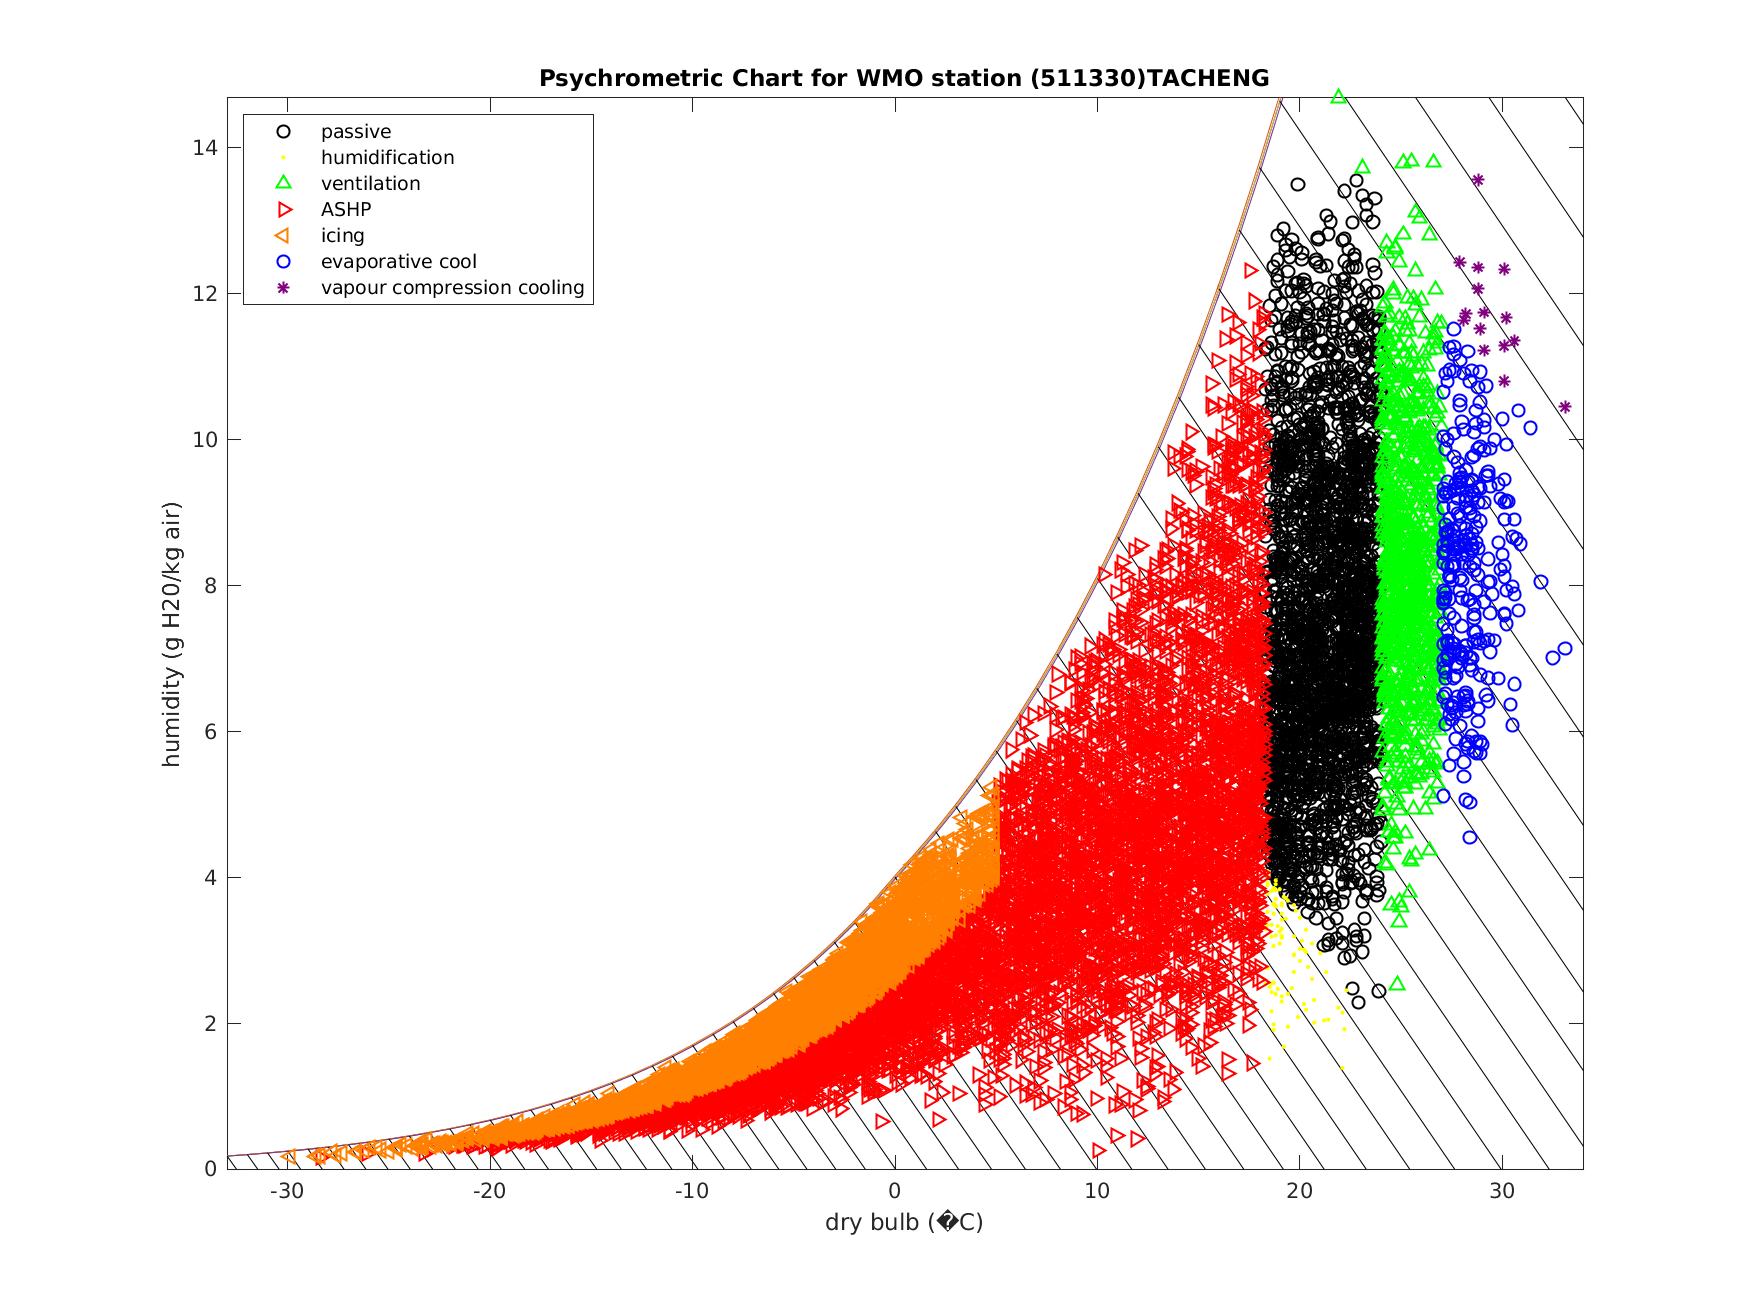 Psychrometric Chart for WMO station (511330)TACHENG
passive
humidification
ventilation
ASHP
icing
evaporative cool
vapour compression cooling
humidity (g H20/kg air)
14
12
10
8
6
4
2
0
-30 -20 -10 0 10 20 30
dry bulb (�C)